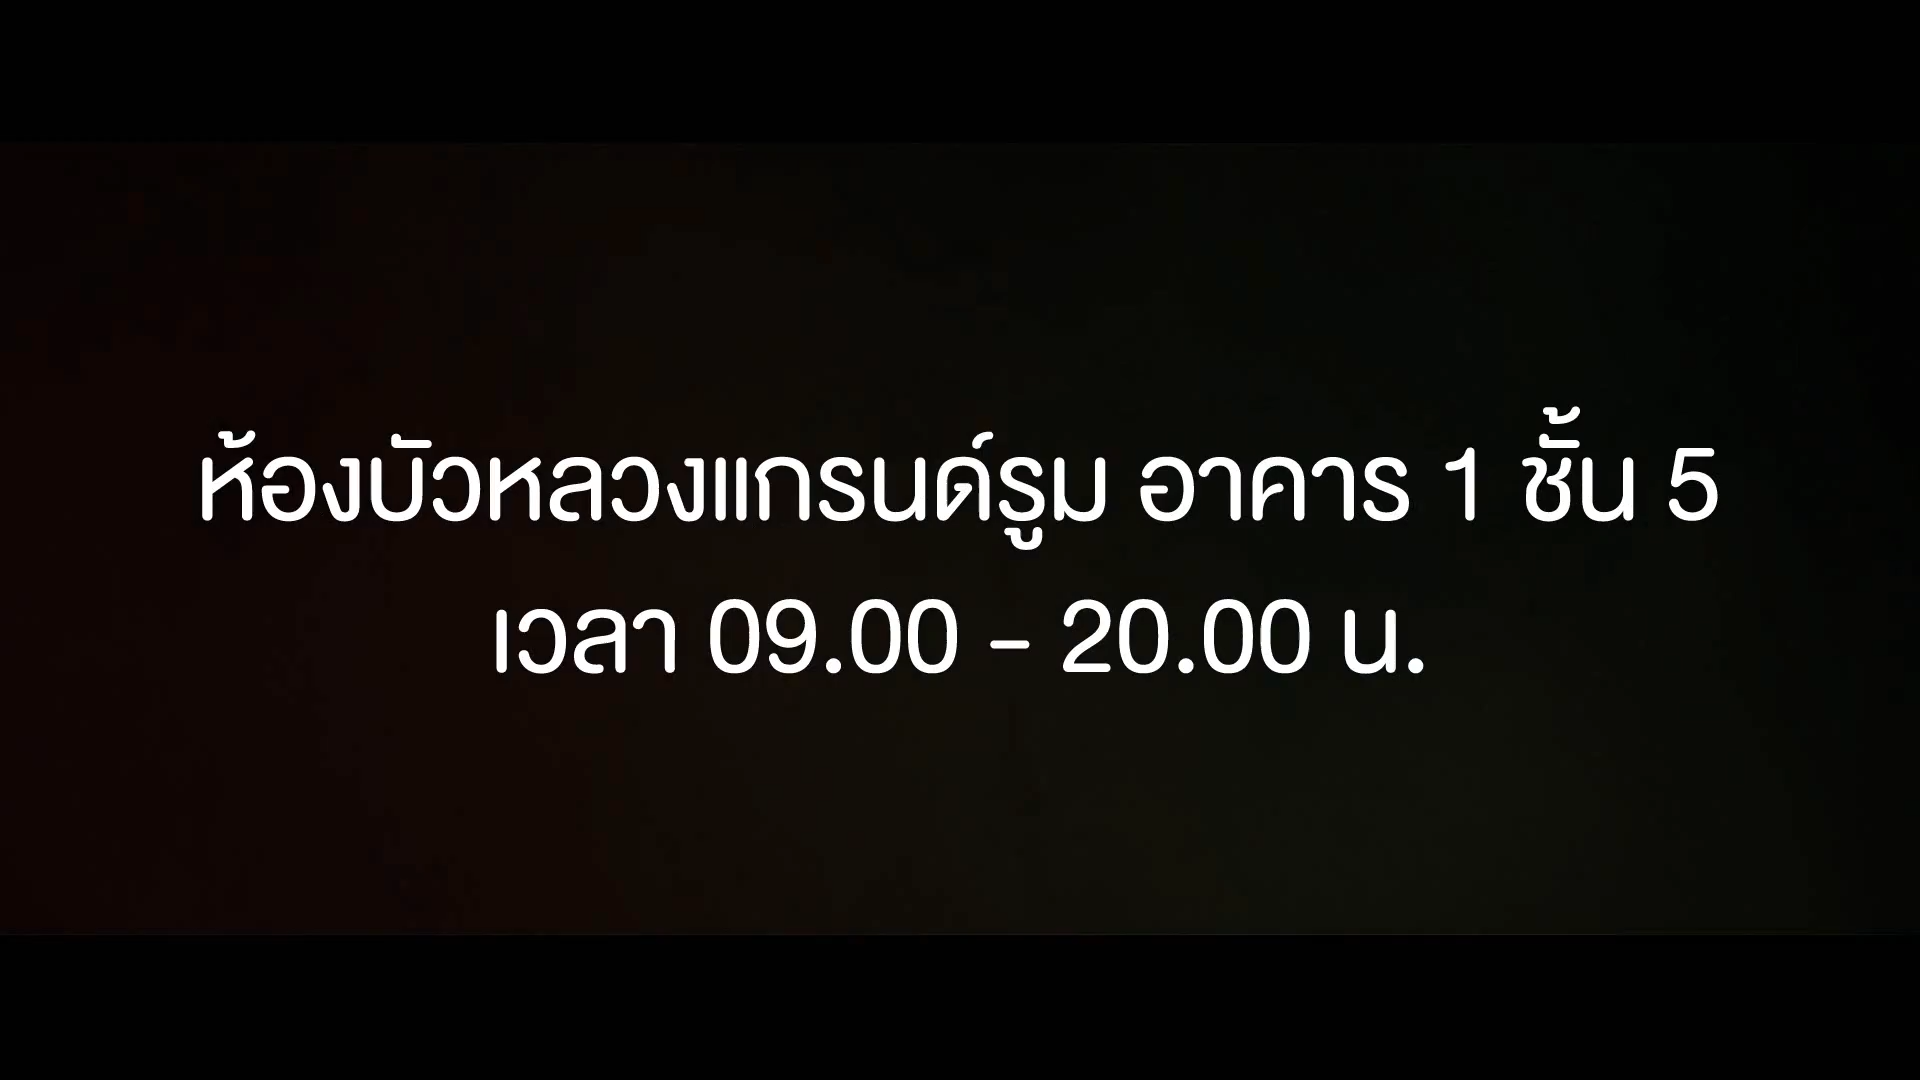 ห้องบัวหลวงแกรนด์รูม อาคาร 1 ชั้น 5
เวลา 09.00 - 20.00 น.